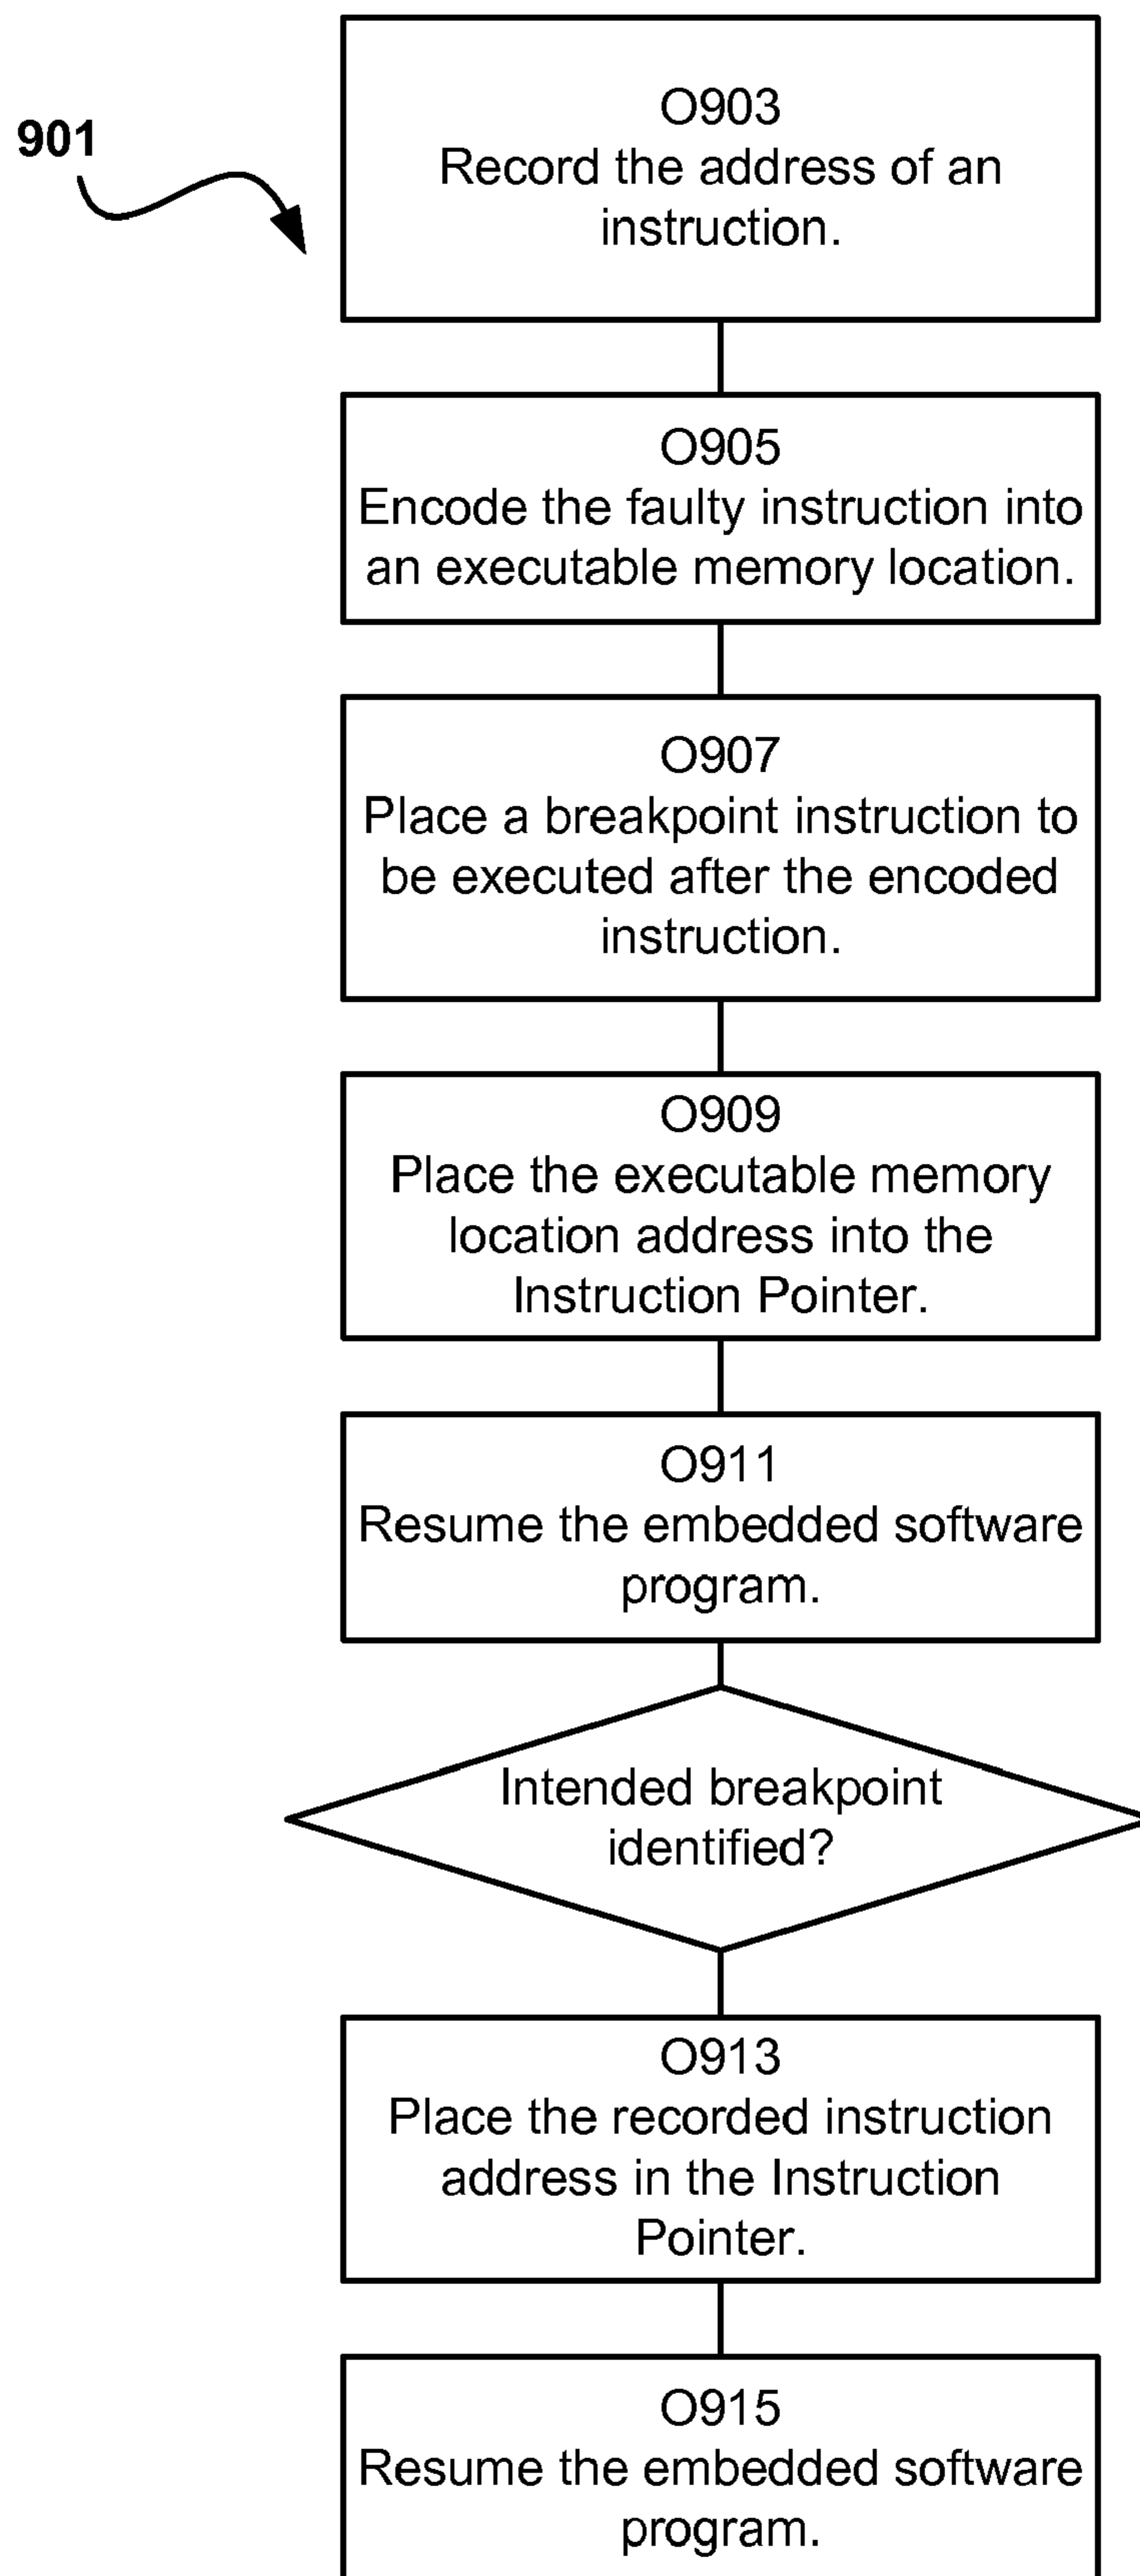 901
O903
Record the address of an
instruction.
O905
Encode the faulty instruction into
an executable memory location.
O907
Place a breakpoint instruction to
be executed after the encoded
instruction.
O909
Place the executable memory
location address into the
Instruction Pointer.
O911
Resume the embedded software
program.
Intended breakpoint
identified?
O913
Place the recorded instruction
address in the Instruction
Pointer.
O915
Resume the embedded software
program.